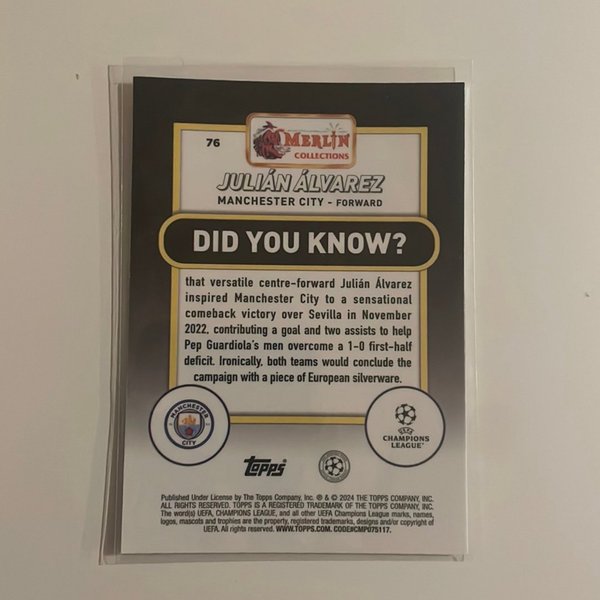 76
MERLIN
COLLECTIONS
JULIÁN ÁLVAREZ
MANCHESTER CITY - FORWARD
DID YOU KNOW?
that versatile centre-forward Julián Álvarez
inspired Manchester City to a sensational
comeback victory over Sevilla in November
2022, contributing a goal and two assists to help
Pep Guardiola's men overcome a 1-0 first-half
deficit. Ironically, both teams would conclude the
campaign with a piece of European silverware.
MANCHESTER
CITY
UEFA
CHAMPIONS
LEAGUE
topps
Published Under License by The Topps Company, Inc. ® & © 2024 THE TOPPS COMPANY, INC.
ALL RIGHTS RESERVED. TOPPS IS A REGISTERED TRADEMARK OF THE TOPPS COMPANY, INC.
The word(s) UEFA, CHAMPIONS LEAGUE, and all other UEFA Champions League marks, names,
logos, mascots and trophies are the property, registered trademarks, designs and/or copyright of
UEFA. All rights reserved. WWW.TOPPS.COM. CODE#CMP075117.